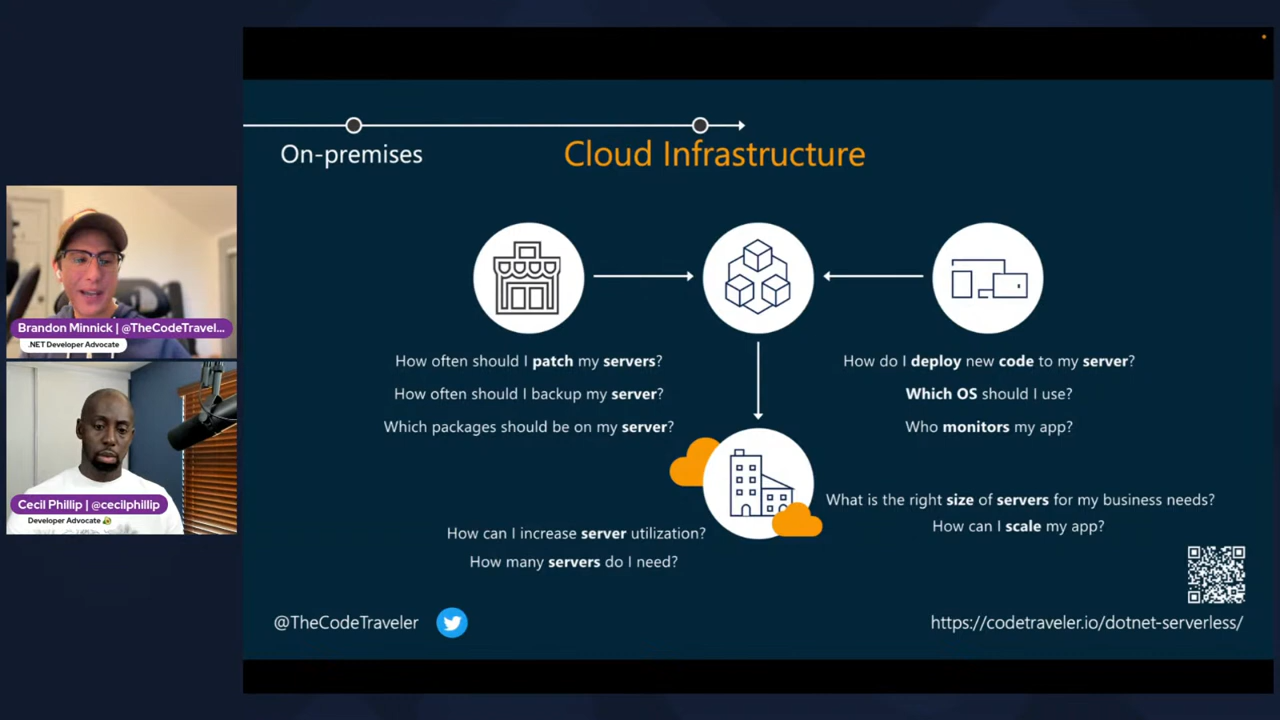 On-premises
Cloud Infrastructure
How often should I patch my servers?
How often should I backup my server?
Which packages should be on my server?
How do I deploy new code to my server?
Which OS should I use?
Who monitors my app?
How can I increase server utilization?
How many servers do I need?
What is the right size of servers for my business needs?
How can I scale my app?
@TheCodeTraveler
https://codetraveler.io/dotnet-serverless/
Brandon Minnick | @TheCodeTravel...
.NET Developer Advocate
Cecil Phillip | @cecilphillip
Developer Advocate